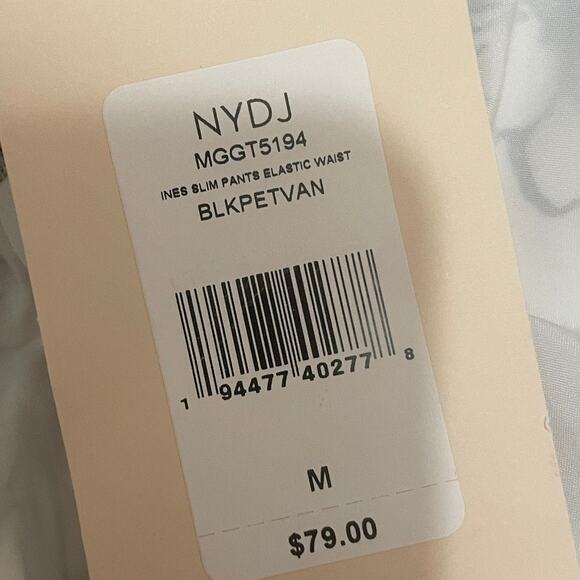 NYDJ
MGGT5194
INES SLIM PANTS ELASTIC WAIST
BLKPETVAN
1 94477 40277 8
M
$79.00